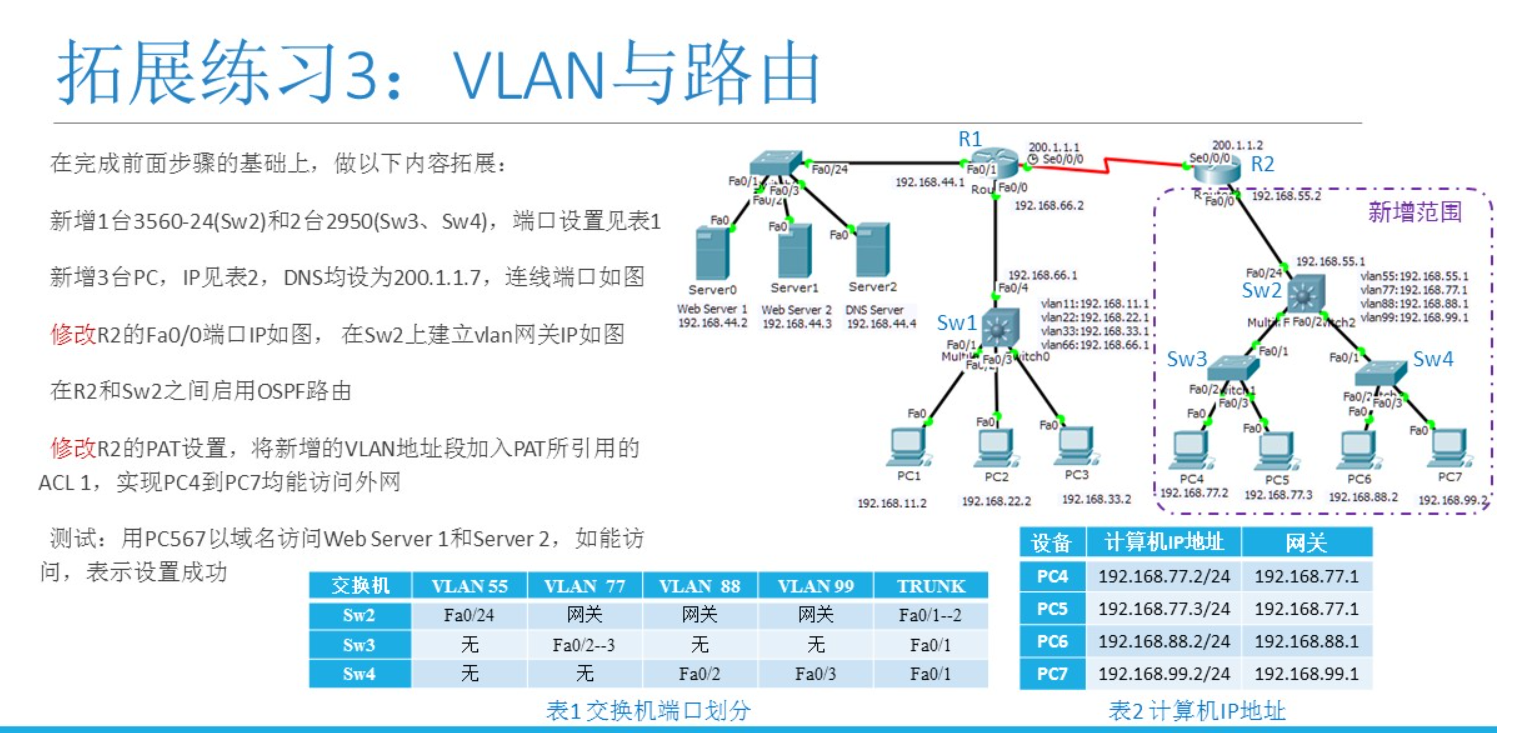 拓展练习3：VLAN与路由
在完成前面步骤的基础上，做以下内容拓展：
新增1台3560-24(Sw2)和2台2950(Sw3、Sw4)，端口设置见表1
新增3台PC，IP见表2，DNS均设为200.1.1.7，连线端口如图
修改R2的Fa0/0端口IP如图， 在Sw2上建立vlan网关IP如图
在R2和Sw2之间启用OSPF路由
修改R2的PAT设置，将新增的VLAN地址段加入PAT所引用的
ACL 1，实现PC4到PC7均能访问外网
测试：用PC567以域名访问Web Server 1和Server 2，如能访
问，表示设置成功
R1
200.1.1.1
Se0/0/0
200.1.1.2
Se0/0/0
R2
Fa0/24
192.168.44.1
Fa0/1
Rou
Fa0/0
192.168.66.2
Fa0/0
192.168.55.2
新增范围
Fa0/1
Fa0/3
Fa0/2
Fa0
Fa0
Fa0
Server0
Server1
Server2
Web Server 1
192.168.44.2
Web Server 2
192.168.44.3
DNS Server
192.168.44.4
192.168.66.1
Fa0/4
Sw1
vlan11:192.168.11.1
vlan22:192.168.22.1
vlan33:192.168.33.1
vlan66:192.168.66.1
Fa0/1
Fa0/3
Fa0
Fa0
Fa0
PC1
PC2
PC3
192.168.11.2
192.168.22.2
192.168.33.2
Fa0/24
192.168.55.1
Sw2
vlan55:192.168.55.1
vlan77:192.168.77.1
vlan88:192.168.88.1
vlan99:192.168.99.1
Fa0/2
Sw3
Fa0/1
Fa0/1
Sw4
Fa0/2
Fa0/3
Fa0/2
Fa0/3
Fa0
Fa0
Fa0
Fa0
PC4
PC5
PC6
PC7
192.168.77.2
192.168.77.3
192.168.88.2
192.168.99.2
交换机 VLAN 55 VLAN 77 VLAN 88 VLAN 99 TRUNK
Sw2 Fa0/24 网关 网关 网关 Fa0/1--2
Sw3 无 Fa0/2--3 无 无 Fa0/1
Sw4 无 无 Fa0/2 Fa0/3 Fa0/1
表1 交换机端口划分
设备 计算机IP地址 网关
PC4 192.168.77.2/24 192.168.77.1
PC5 192.168.77.3/24 192.168.77.1
PC6 192.168.88.2/24 192.168.88.1
PC7 192.168.99.2/24 192.168.99.1
表2 计算机IP地址